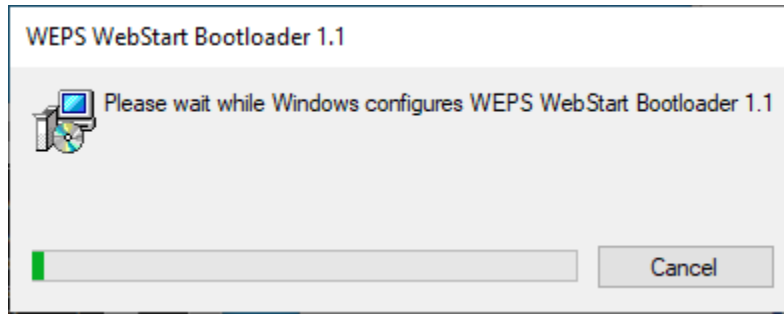 WEPS WebStart Bootloader 1.1
Please wait while Windows configures WEPS WebStart Bootloader 1.1
Cancel